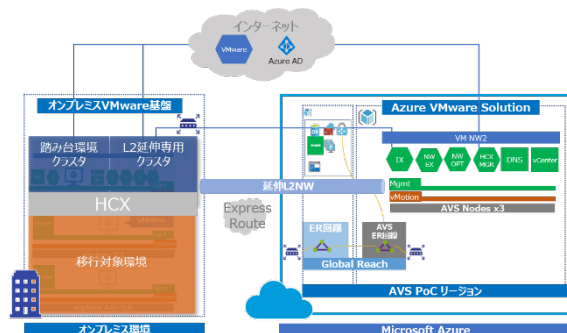 インターネット
VMware
Azure AD
オンプレミスVMware基盤
踏み台環境
クラスタ
L2延伸専用
クラスタ
HCX
移行対象環境
オンプレミス環境
延伸L2NW
Express
Route
Azure VMware Solution
VM NW2
IX
NW
EX
NW
OPT
HCX
MGR
DNS
vCenter
Mgmt
vMotion
AVS Nodes x3
ER回線
AVS
ER回線
Global Reach
AVS PoC リージョン
Microsoft Azure